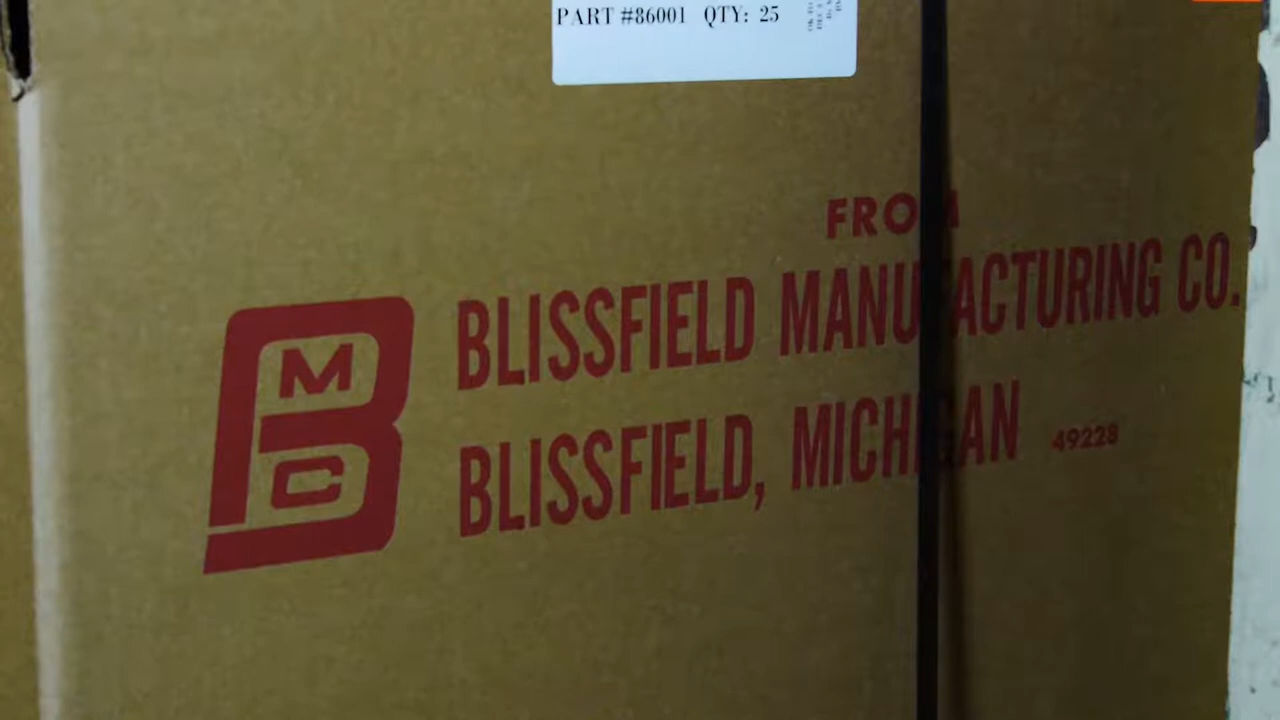 PART #86001 QTY: 25
FROM
BLISSFIELD MANUFACTURING CO.
BLISSFIELD, MICHIGAN 49228
M
B
C